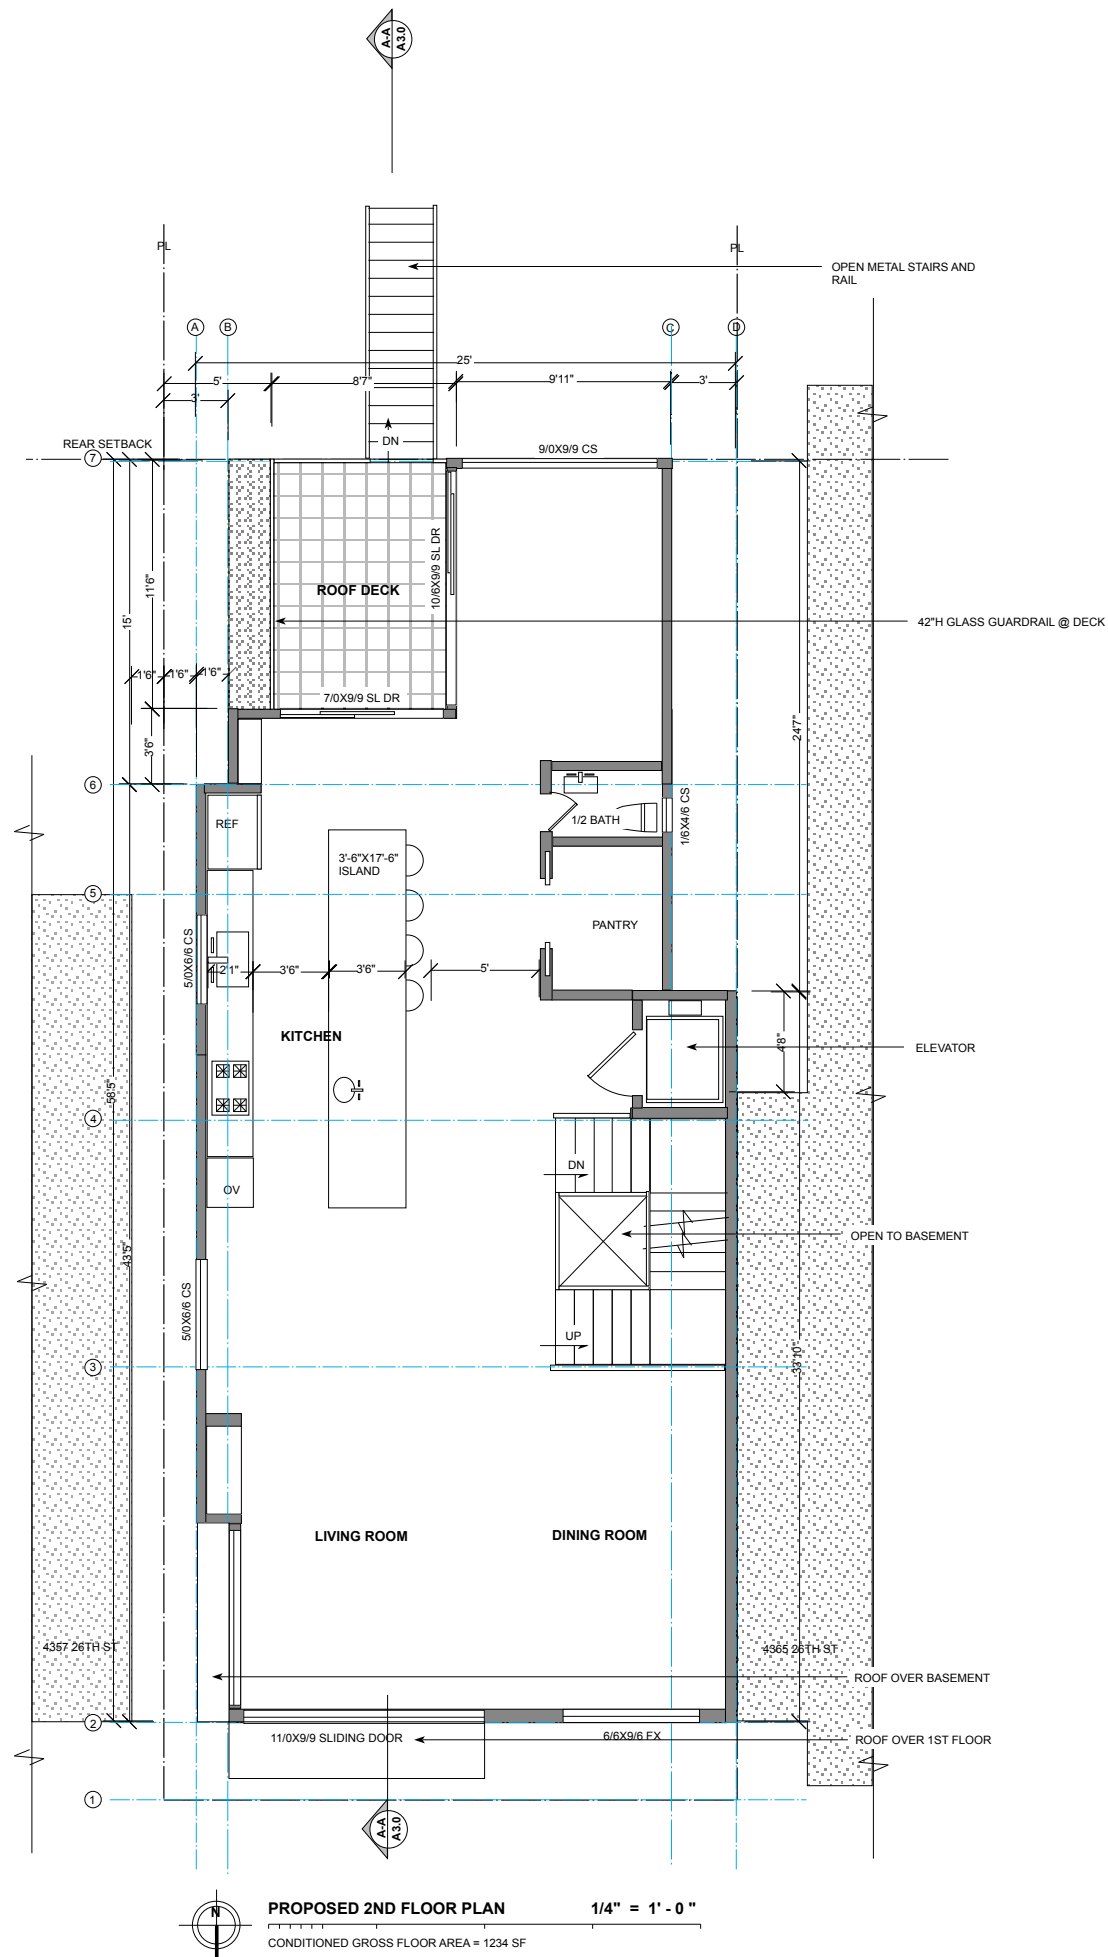 A-A
A3.0
PL
PL
OPEN METAL STAIRS AND
RAIL
A
B
C
D
25'
5'
8'7"
9'11"
3'
3'
DN
REAR SETBACK
7
9/0X9/9 CS
10/6X9/9 SL DR
ROOF DECK
11'6"
15'
42"H GLASS GUARDRAIL @ DECK
1'6"
1'6"
1'6"
7/0X9/9 SL DR
24'7"
3'6"
6
REF
1/2 BATH
1/6X4/6 CS
3'-6"X17'-6"
ISLAND
5
PANTRY
5/0X6/6 CS
2'1"
3'6"
3'6"
5'
KITCHEN
ELEVATOR
4'8"
58'5"
4
DN
OV
OPEN TO BASEMENT
43'5"
5/0X6/6 CS
UP
3
33'10"
LIVING ROOM
DINING ROOM
4357 26TH ST
4365 26TH ST
ROOF OVER BASEMENT
2
11/0X9/9 SLIDING DOOR
6/6X9/6 FX
ROOF OVER 1ST FLOOR
1
A-A
A3.0
N
PROPOSED 2ND FLOOR PLAN
1/4" = 1' - 0 "
CONDITIONED GROSS FLOOR AREA = 1234 SF